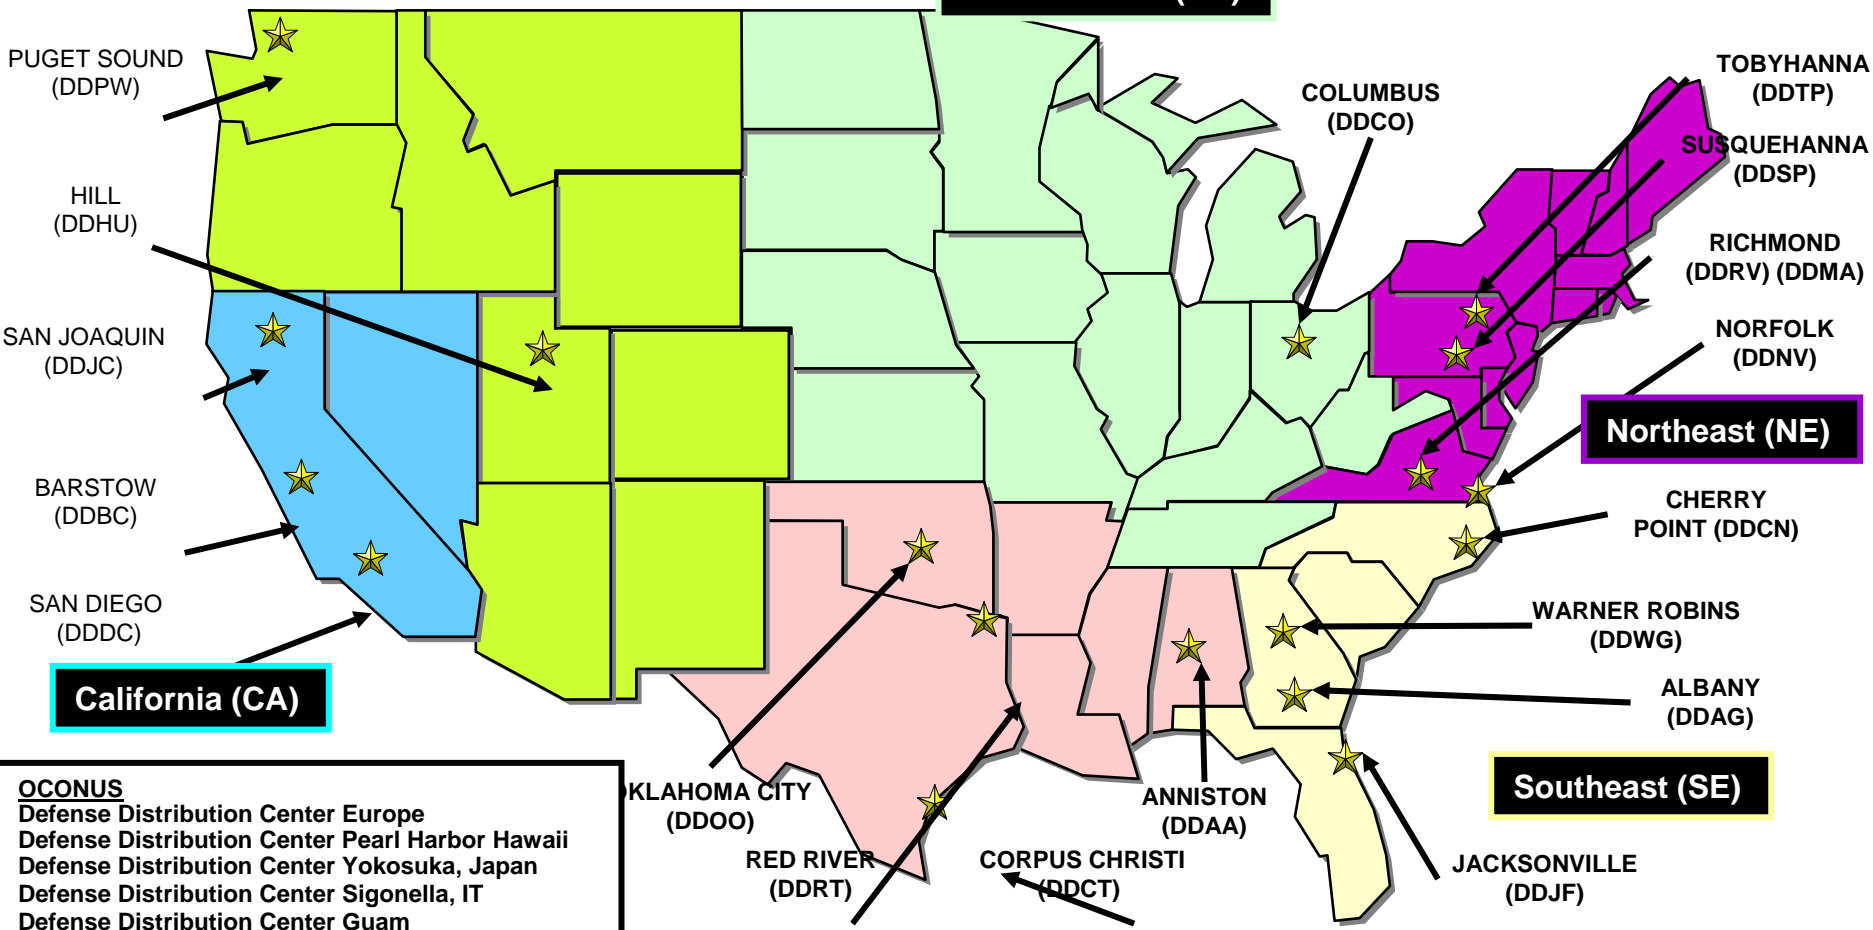 PUGET SOUND
(DDPW)
HILL
(DDHU)
SAN JOAQUIN
(DDJC)
BARSTOW
(DDBC)
SAN DIEGO
(DDDC)
California (CA)
COLUMBUS
(DDCO)
TOBYHANNA
(DDTP)
SUSQUEHANNA
(DDSP)
RICHMOND
(DDRV) (DDMA)
NORFOLK
(DDNV)
Northeast (NE)
CHERRY
POINT (DDCN)
WARNER ROBINS
(DDWG)
ALBANY
(DDAG)
Southeast (SE)
JACKSONVILLE
(DDJF)
ANNISTON
(DDAA)
CORPUS CHRISTI
(DDCT)
OKLAHOMA CITY
(DDOO)
RED RIVER
(DDRT)
OCONUS
Defense Distribution Center Europe
Defense Distribution Center Pearl Harbor Hawaii
Defense Distribution Center Yokosuka, Japan
Defense Distribution Center Sigonella, IT
Defense Distribution Center Guam